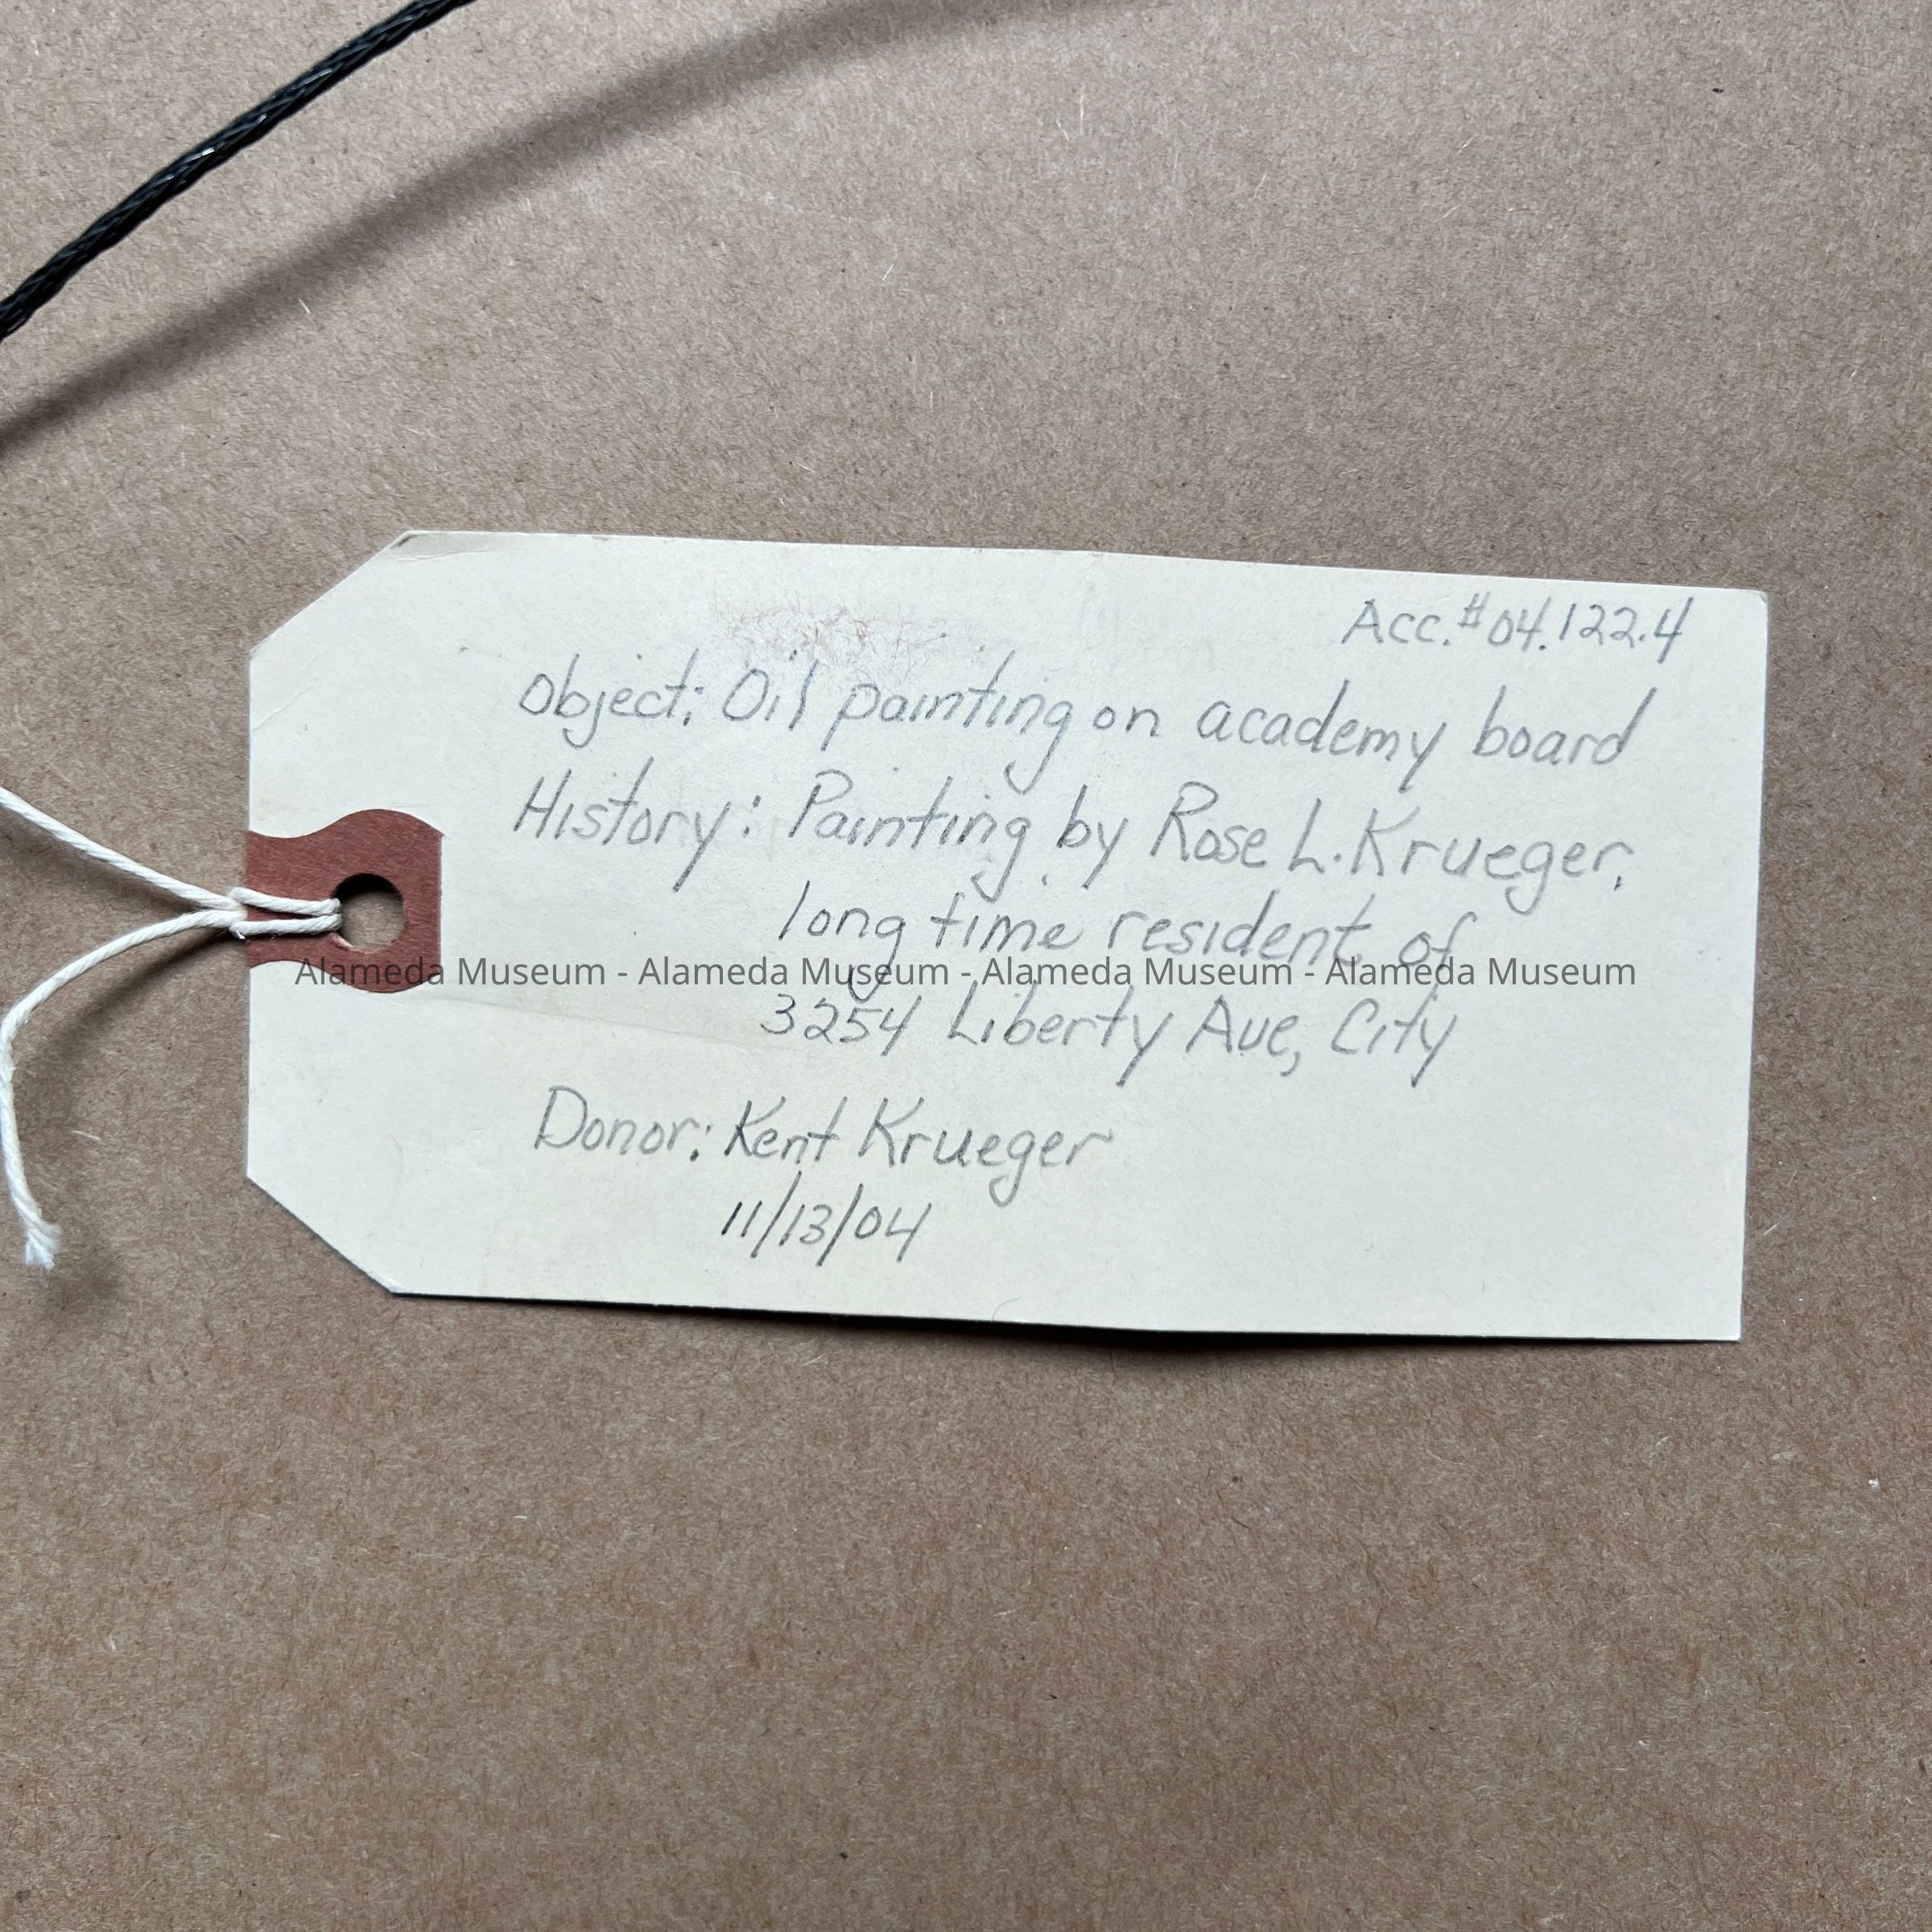 Acc.#04.122.4
Object: Oil painting on academy board
History: Painting by Rose L. Krueger,
long time resident of
Alameda Museum - Alameda Museum - Alameda Museum - Alameda Museum
3254 Liberty Ave, City
Donor: Kent Krueger
11/13/04